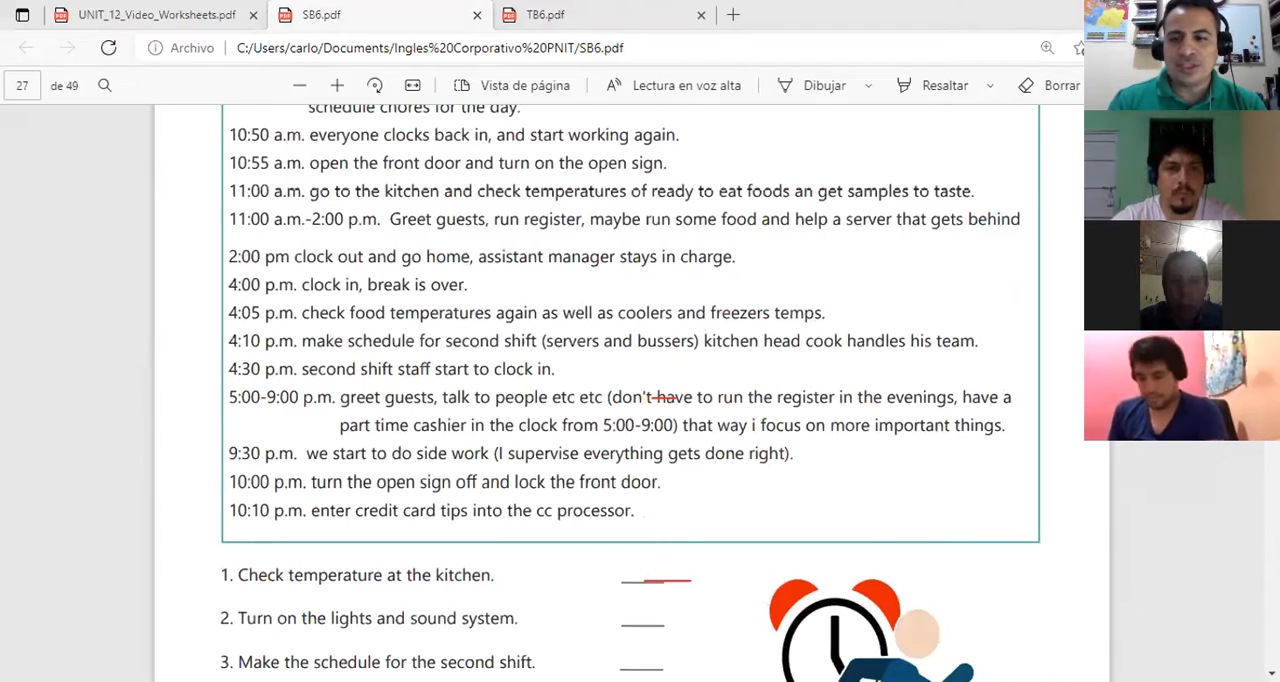 UNIT_12_Video_Worksheets.pdf
SB6.pdf
TB6.pdf
Archivo
C:/Users/carlo/Documents/Ingles%20Corporativo%20PNIT/SB6.pdf
27 de 49
Vista de página
Lectura en voz alta
Dibujar
Resaltar
Borrar
schedule chores for the day.
10:50 a.m. everyone clocks back in, and start working again.
10:55 a.m. open the front door and turn on the open sign.
11:00 a.m. go to the kitchen and check temperatures of ready to eat foods an get samples to taste.
11:00 a.m.-2:00 p.m. Greet guests, run register, maybe run some food and help a server that gets behind
2:00 pm clock out and go home, assistant manager stays in charge.
4:00 p.m. clock in, break is over.
4:05 p.m. check food temperatures again as well as coolers and freezers temps.
4:10 p.m. make schedule for second shift (servers and bussers) kitchen head cook handles his team.
4:30 p.m. second shift staff start to clock in.
5:00-9:00 p.m. greet guests, talk to people etc etc (don't have to run the register in the evenings, have a
part time cashier in the clock from 5:00-9:00) that way i focus on more important things.
9:30 p.m. we start to do side work (I supervise everything gets done right).
10:00 p.m. turn the open sign off and lock the front door.
10:10 p.m. enter credit card tips into the cc processor.
1. Check temperature at the kitchen.
2. Turn on the lights and sound system.
3. Make the schedule for the second shift.